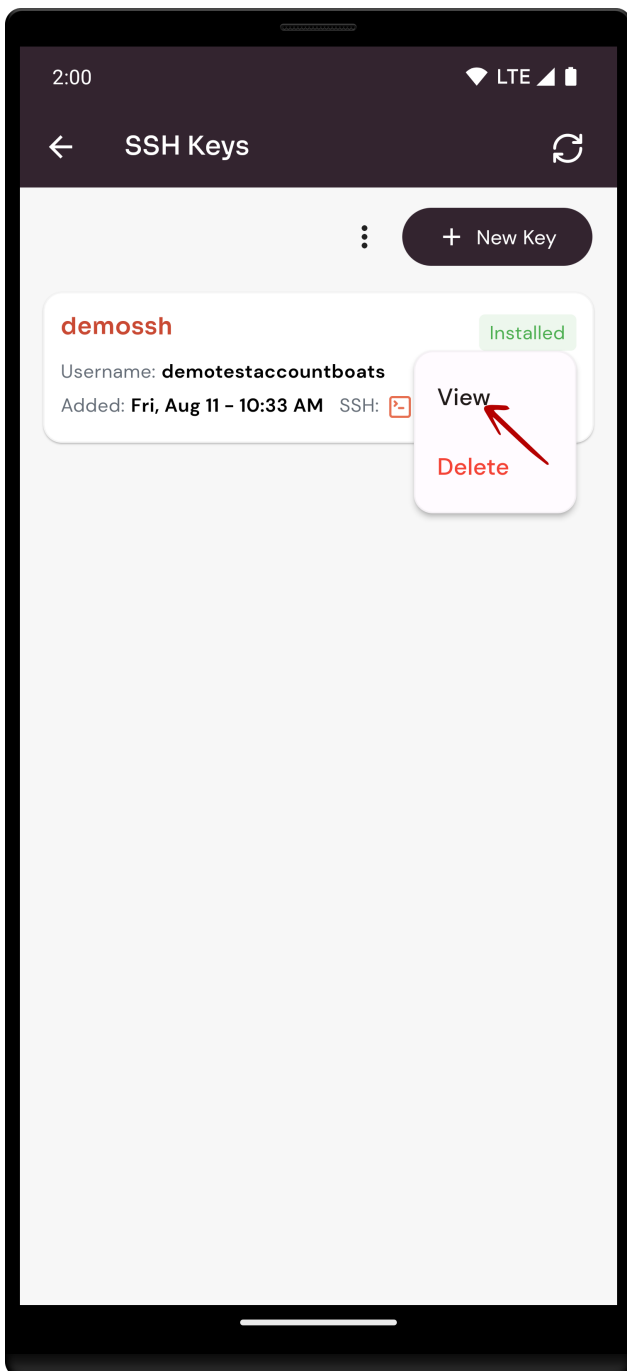 2:00 LTE
SSH Keys
+ New Key
demossh
Installed
Username: demotestaccountboats
Added: Fri, Aug 11 - 10:33 AM SSH:
View
Delete